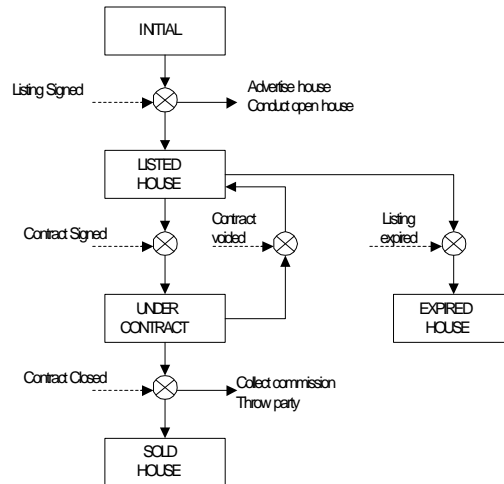 INITIAL
Listing Signed
Advertise house
Conduct open house
LISTED
HOUSE
Contract Signed
Contract
voided
Listing
expired
UNDER
CONTRACT
EXPIRED
HOUSE
Contract Closed
Collect commission
Throw party
SOLD
HOUSE